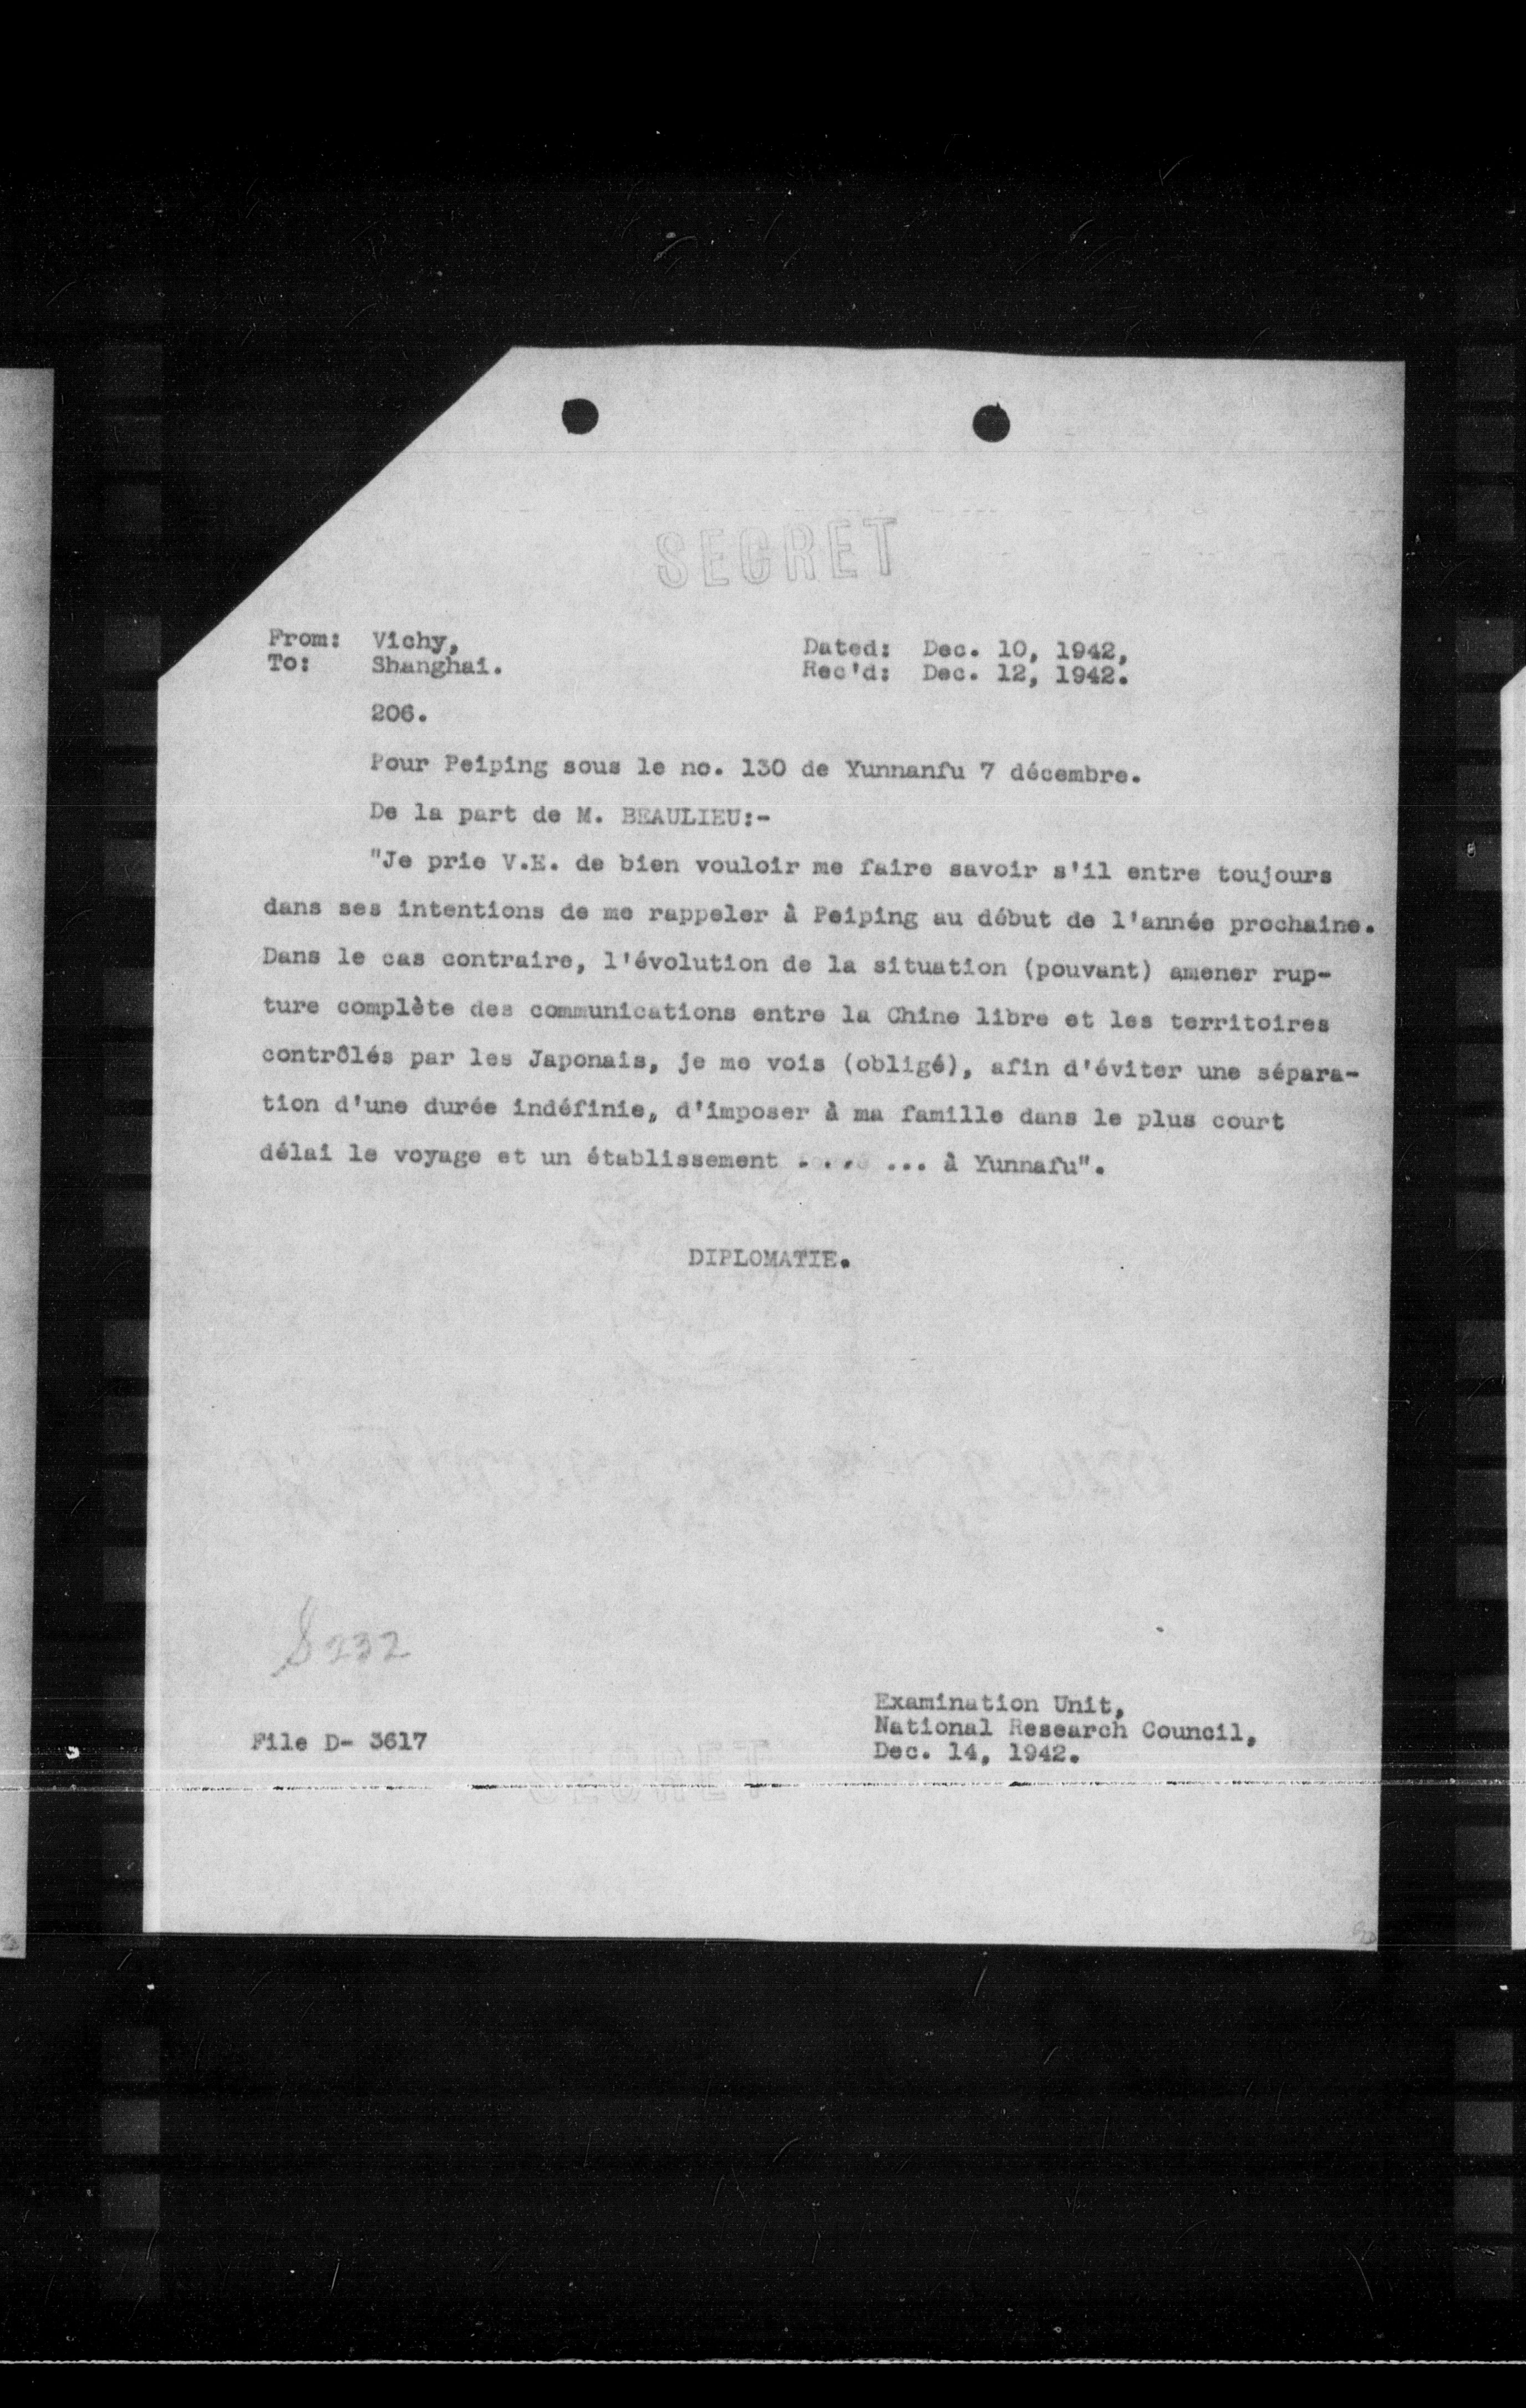 SECRET
From: Vichy,
To: Shanghai.
Dated: Dec. 10, 1942,
Rec'd: Dec. 12, 1942.
206.
Pour Peiping sous le no. 130 de Yunnanfu 7 décembre.
De la part de M. BEAULIEU:-
"Je prie V.E. de bien vouloir me faire savoir s'il entre toujours
dans ses intentions de me rappeler à Peiping au début de l'année prochaine.
Dans le cas contraire, l'évolution de la situation (pouvant) amener rup-
ture complète des communications entre la Chine libre et les territoires
contrôlés par les Japonais, je me vois (obligé), afin d'éviter une sépara-
tion d'une durée indéfinie, d'imposer à ma famille dans le plus court
délai le voyage et un établissement .... ... à Yunnafu".
DIPLOMATIE.
S232
File D- 3617
Examination Unit,
National Research Council,
Dec. 14, 1942.
SECRET